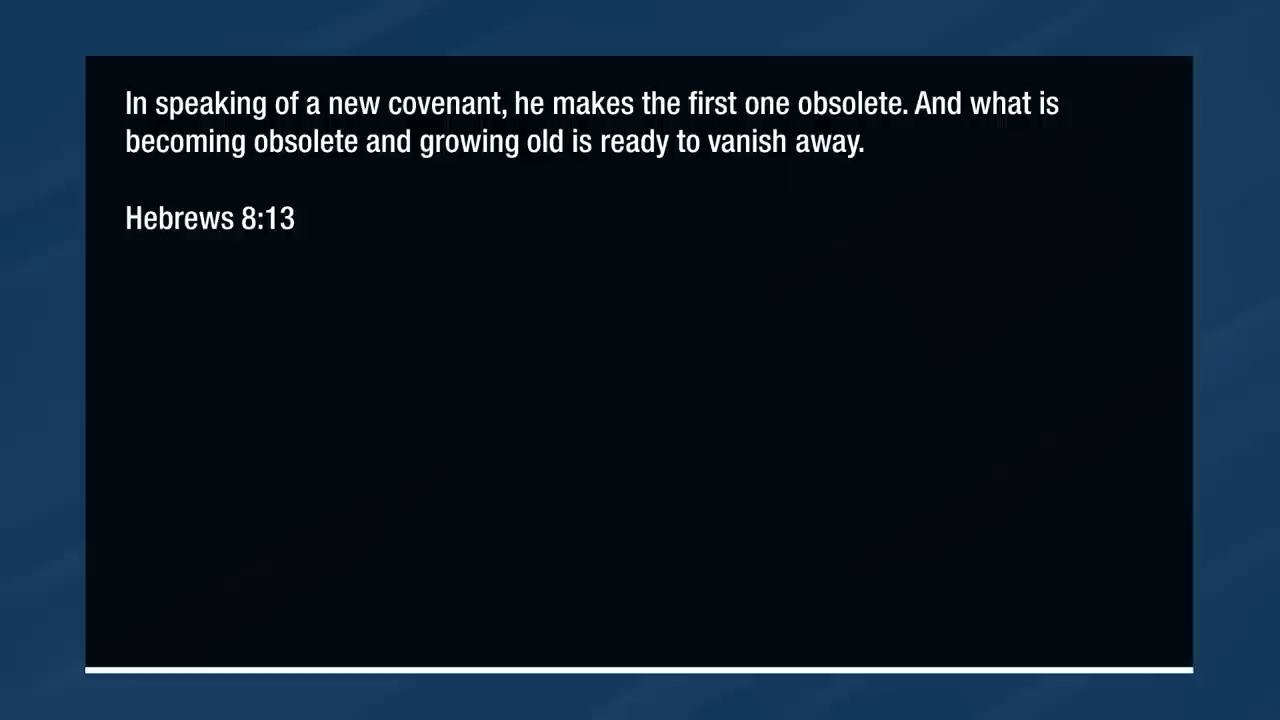 In speaking of a new covenant, he makes the first one obsolete. And what is
becoming obsolete and growing old is ready to vanish away.
Hebrews 8:13